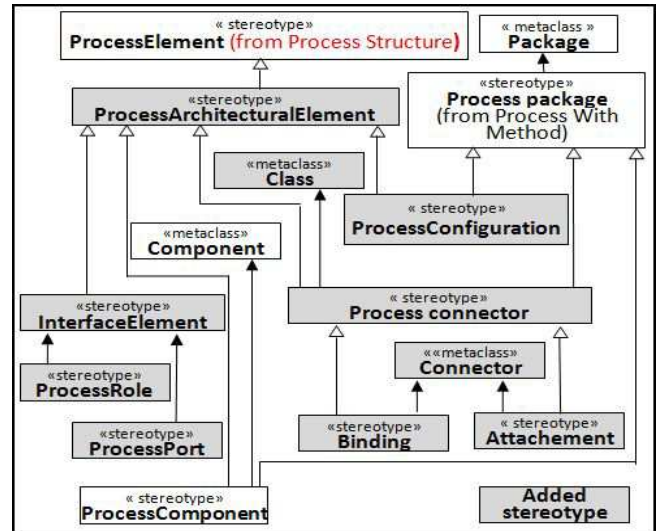 « stereotype»
ProcessElement (from Process Structure)
« metaclass»
Package
«stereotype»
ProcessArchitecturalElement
«stereotype»
Process package
(from Process With
Method)
«metaclass»
Class
« stereotype»
ProcessConfiguration
«metaclass»
Component
«stereotype»
InterfaceElement
« stereotype»
Process connector
««metaclass»
Connector
«stereotype»
ProcessRole
«stereotype»
Binding
« stereotype»
Attachement
«stereotype»
ProcessPort
« stereotype»
ProcessComponent
Added
stereotype